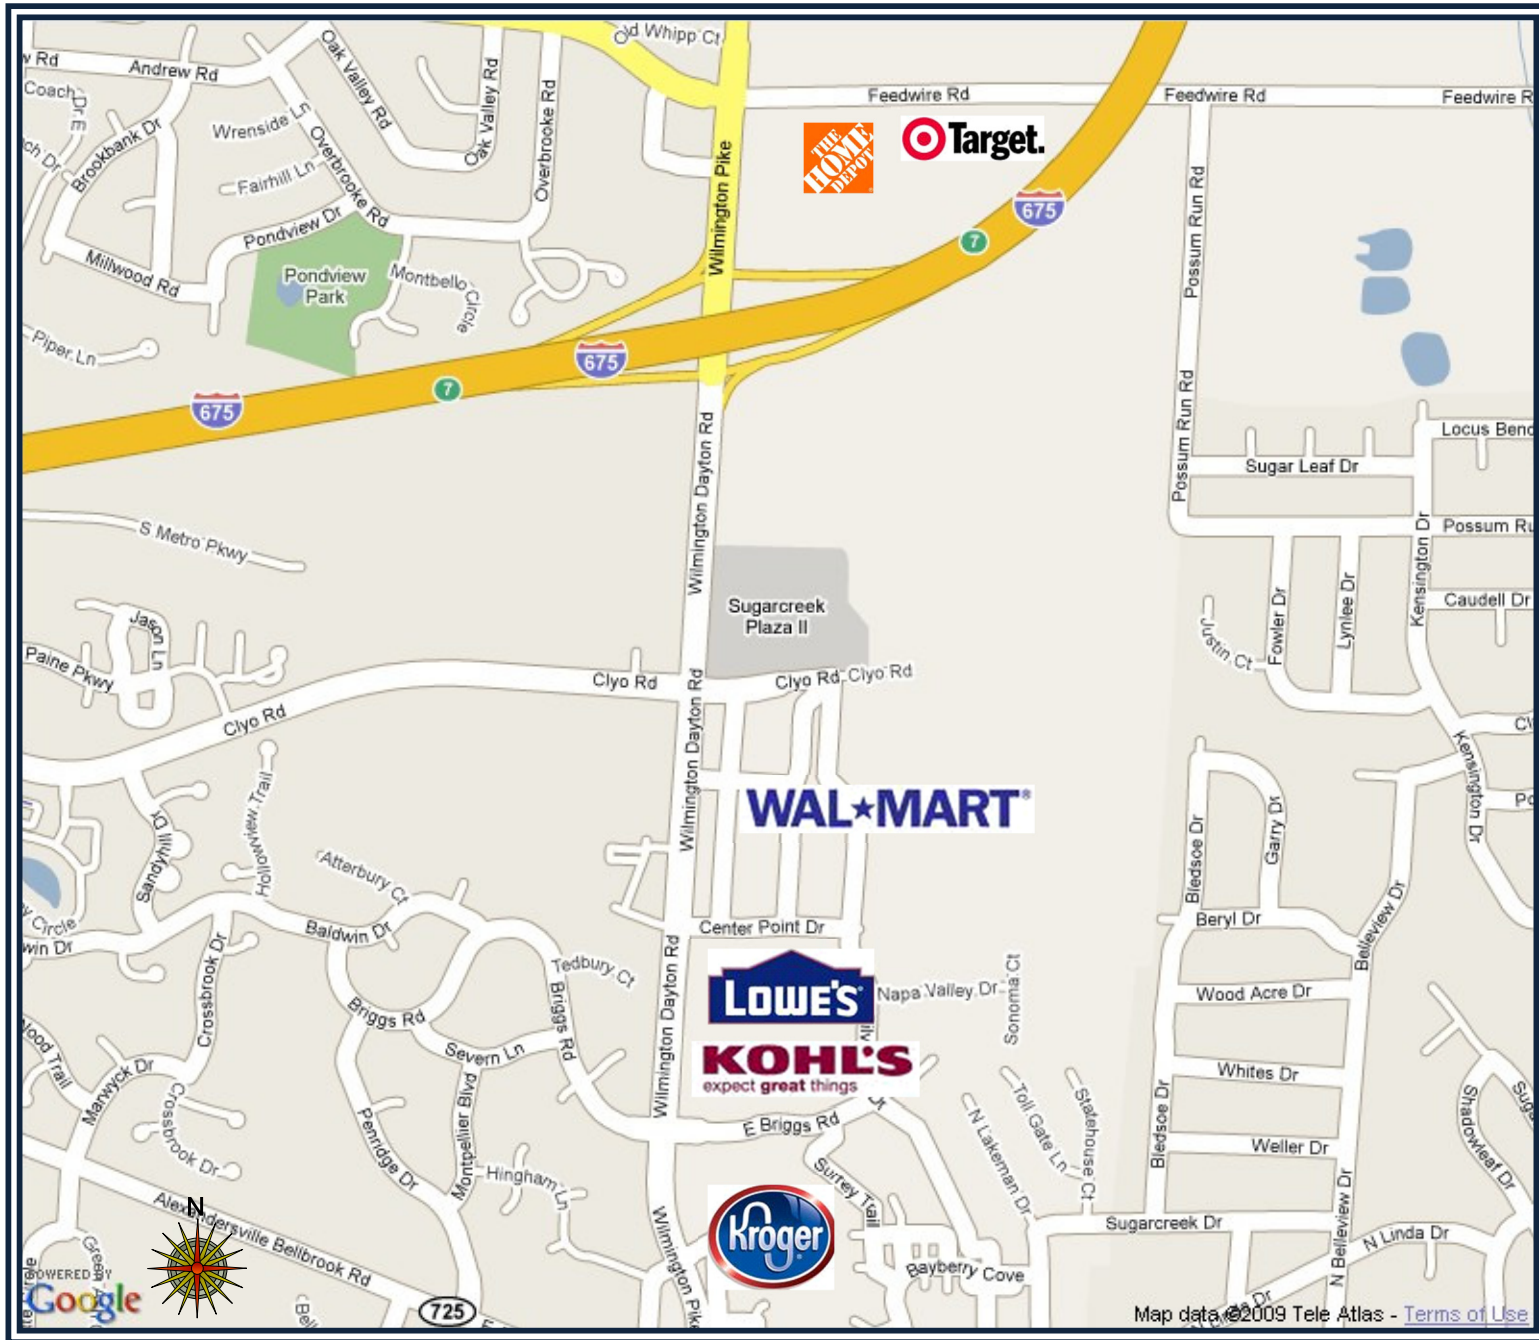 Old Whipp Ct
w Rd
Andrew Rd
Oak Valley Rd
Oak Valley Rd
Overbrooke Rd
Feedwire Rd
Feedwire Rd
Feedwire R
Coach Dr E
Wrenside Ln
Overbrooke Rd
Brookbank Dr
ch Dr
Fairhill Ln
THE
HOME
DEPOT
Target.
Wilmington Pike
Possum Run Rd
675
7
Pondview Dr
Millwood Rd
Pondview
Park
Montbello Circle
Piper Ln
675
7
675
Possum Run Rd
Wilmington Dayton Rd
Locus Bend
Sugar Leaf Dr
S Metro Pkwy
Possum Ru
Kensington Dr
Sugarcreek
Plaza II
Jason Ln
Paine Pkwy
Justin Ct
Fowler Dr
Lynlee Dr
Caudell Dr
Clyo Rd
Clyo Rd
Clyo Rd
Clyo Rd
Wilmington Dayton Rd
Kensington Dr
WAL★MART®
Hollowview Trail
Sandyhill Dr
Atterbury Ct
Bledsoe Dr
Garry Dr
Beryl Dr
Belleview Dr
y Circle
win Dr
Baldwin Dr
Center Point Dr
Crossbrook Dr
Tedbury Ct
Briggs Rd
Wilmington Dayton Rd
LOWE'S
Napa Valley Dr
Sonoma Ct
Wood Acre Dr
Briggs Rd
Severn Ln
KOHL'S
expect great things
Whites Dr
Marwyck Dr
Crossbrook Dr
Penridge Dr
Montpellier Blvd
Hingham Ln
E Briggs Rd
Dr
N Lakeman Dr
Toll Gate Ln
Statehouse Ct
Bledsoe Dr
Weller Dr
Shadowleaf Dr
Surrey Trail
Kroger
Sugarcreek Dr
N Belleview Dr
N Linda Dr
N
Alexandersville Bellbrook Rd
Wilmington Pike
Bayberry Cove
POWERED BY
Google
725
Map data ©2009 Tele Atlas - Terms of Use